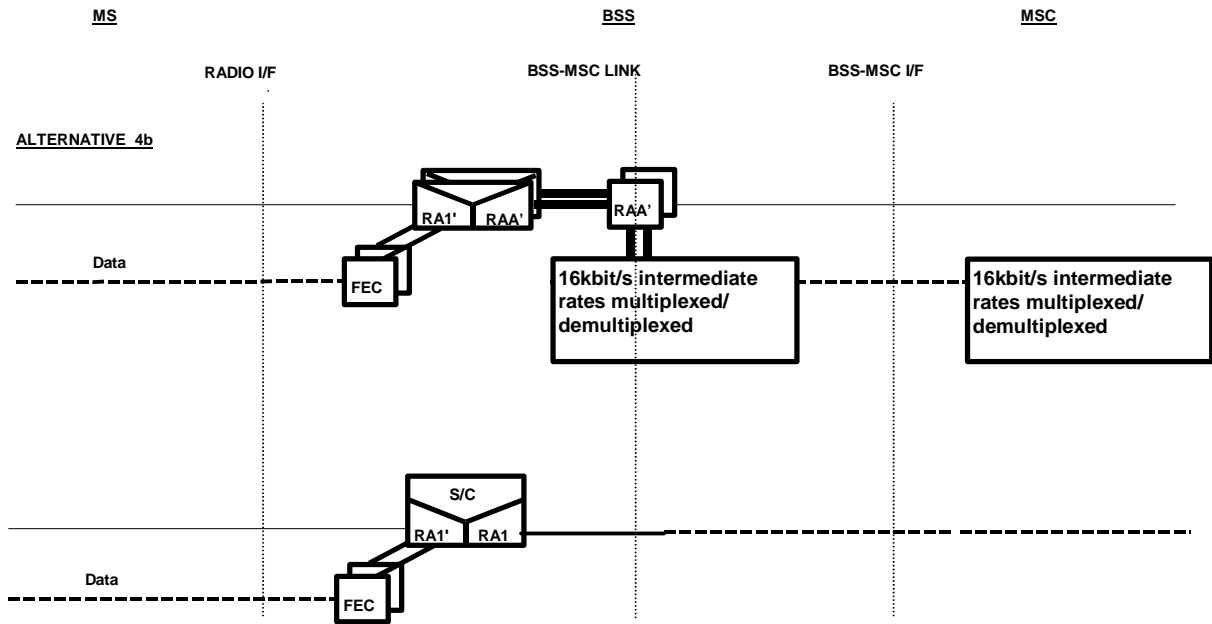 MS
BSS
MSC
RADIO I/F
BSS-MSC LINK
BSS-MSC I/F
ALTERNATIVE 4b
RA1'
RAA'
RAA'
Data
FEC
16kbit/s intermediate
rates multiplexed/
demultiplexed
16kbit/s intermediate
rates multiplexed/
demultiplexed
S/C
RA1'
RA1
Data
FEC